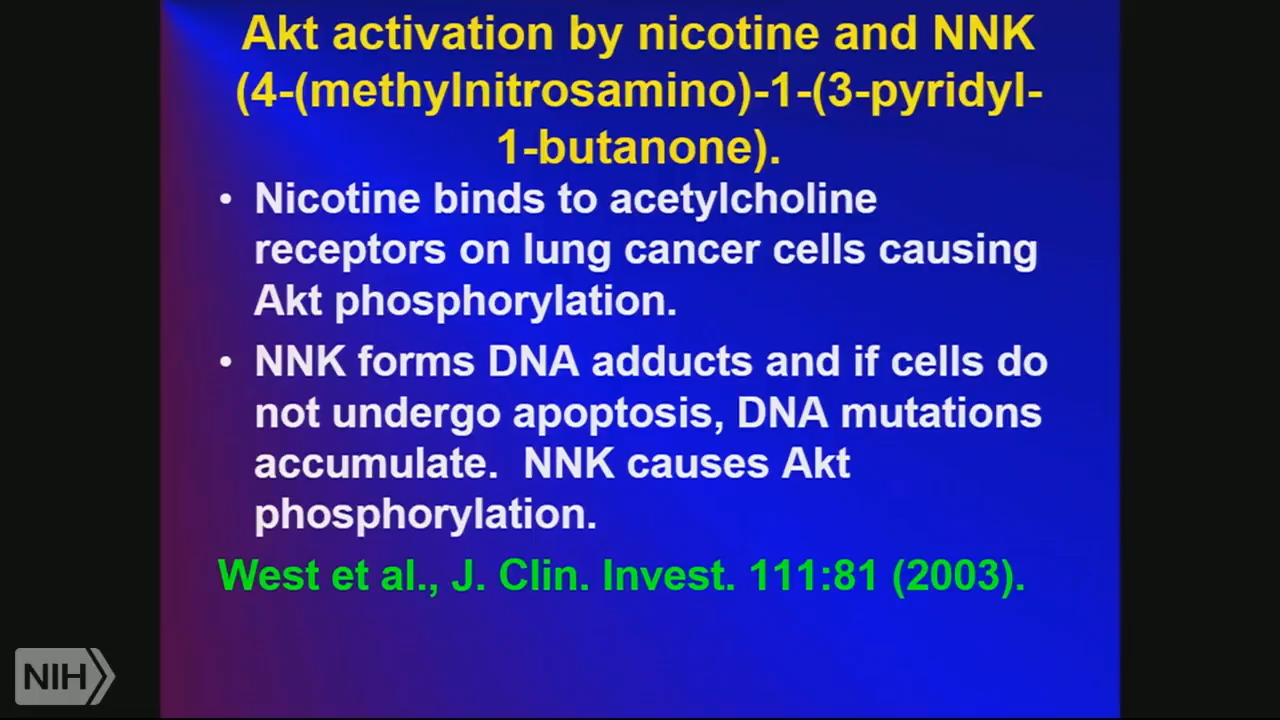 Akt activation by nicotine and NNK
(4-(methylnitrosamino)-1-(3-pyridyl-
1-butanone).
• Nicotine binds to acetylcholine
receptors on lung cancer cells causing
Akt phosphorylation.
• NNK forms DNA adducts and if cells do
not undergo apoptosis, DNA mutations
accumulate.  NNK causes Akt
phosphorylation.
West et al., J. Clin. Invest. 111:81 (2003).
NIH